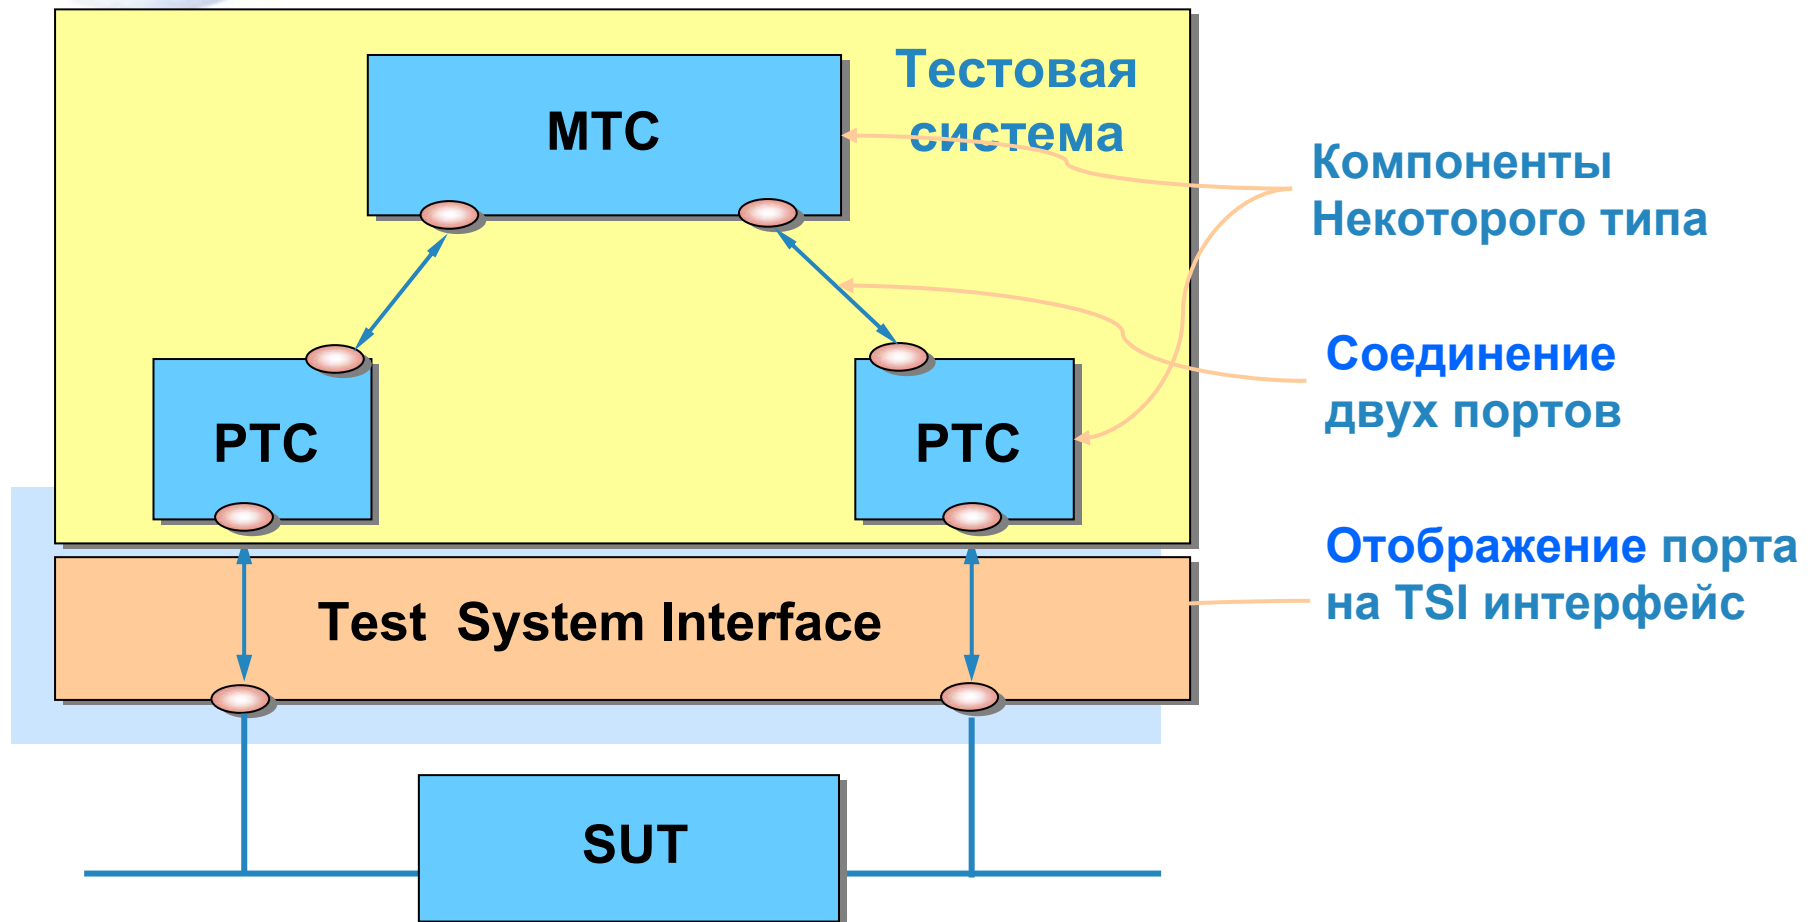 Тестовая
система
MTC
Компоненты
Некоторого типа
Соединение
двух портов
PTC
PTC
Отображение порта
на TSI интерфейс
Test System Interface
SUT